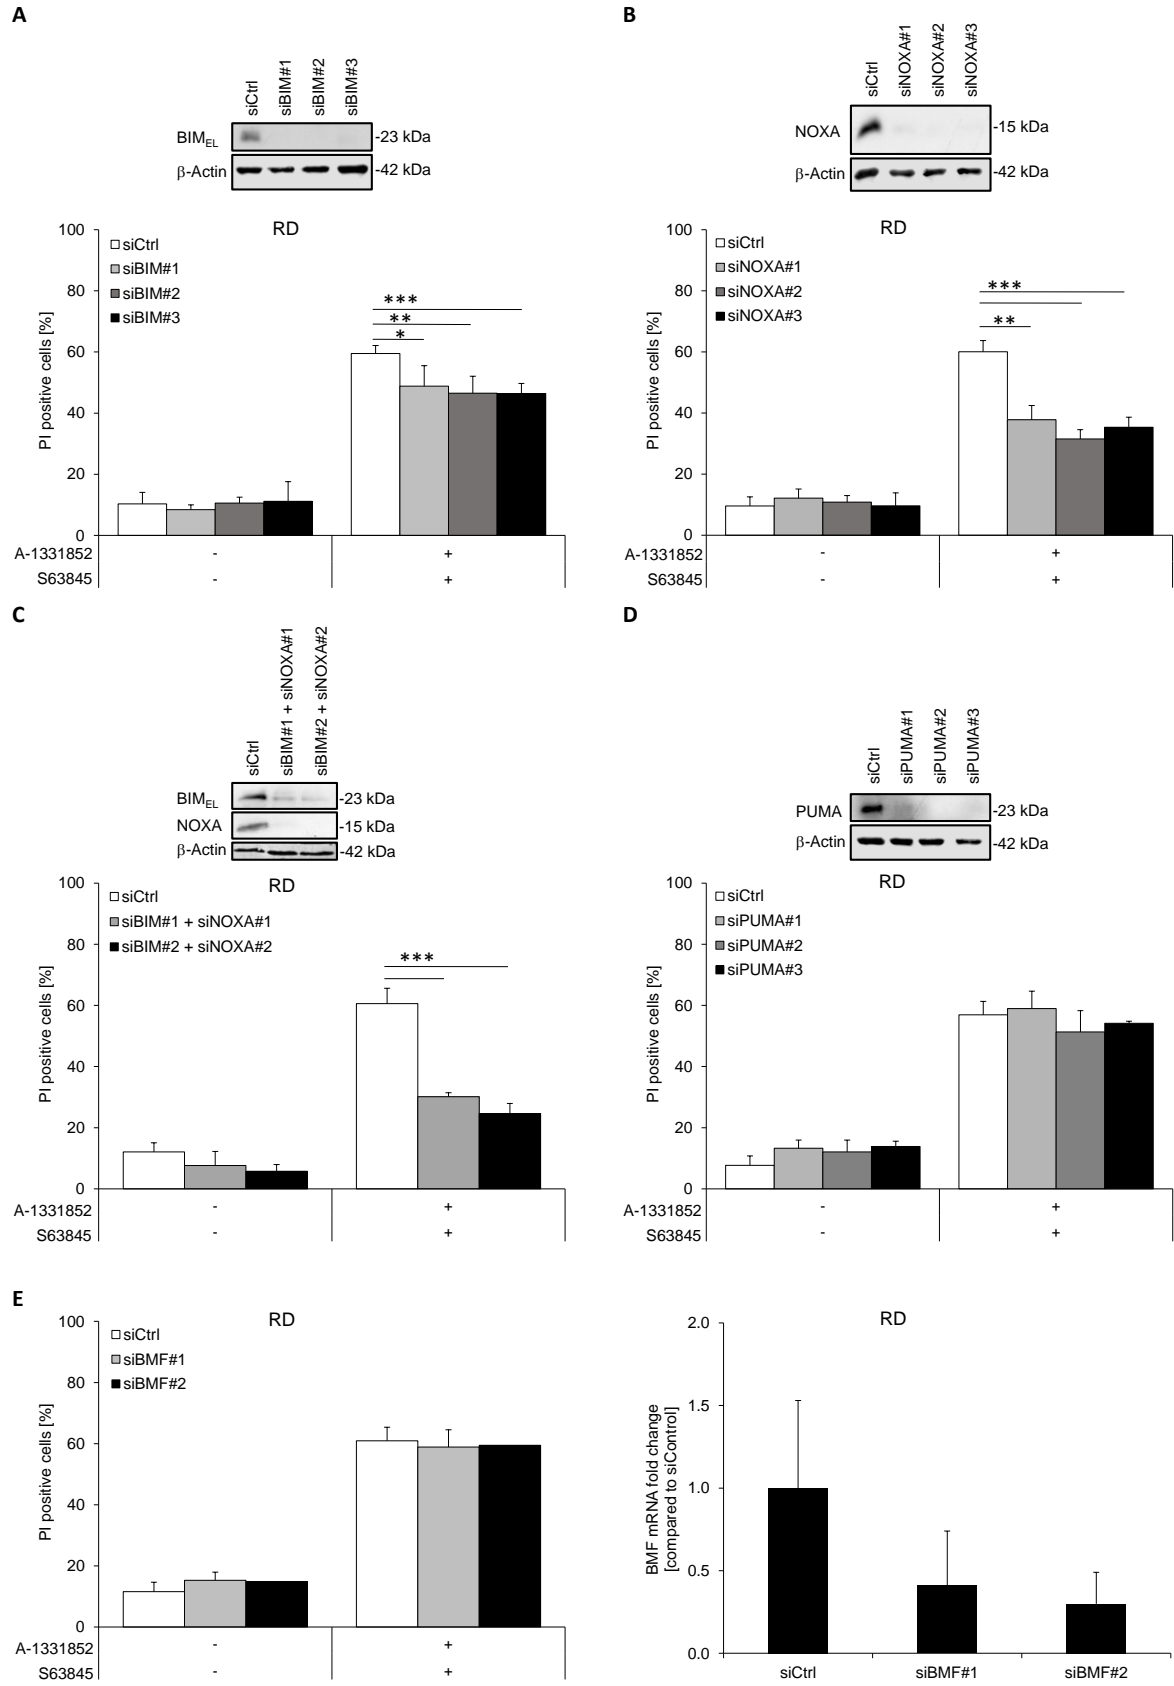 A
siCtrl
siBIM#1
siBIM#2
siBIM#3
BIMEL
-23 kDa
β-Actin
-42 kDa
RD
PI positive cells [%]
100
80
60
40
20
0
siCtrl
siBIM#1
siBIM#2
siBIM#3
***
**
*
A-1331852
-
+
S63845
-
+
B
siCtrl
siNOXA#1
siNOXA#2
siNOXA#3
NOXA
-15 kDa
β-Actin
-42 kDa
RD
PI positive cells [%]
100
80
60
40
20
0
siCtrl
siNOXA#1
siNOXA#2
siNOXA#3
***
**
A-1331852
-
+
S63845
-
+
C
siCtrl
siBIM#1 + siNOXA#1
siBIM#2 + siNOXA#2
BIMEL
-23 kDa
NOXA
-15 kDa
β-Actin
-42 kDa
RD
PI positive cells [%]
100
80
60
40
20
0
siCtrl
siBIM#1 + siNOXA#1
siBIM#2 + siNOXA#2
***
A-1331852
-
+
S63845
-
+
D
siCtrl
siPUMA#1
siPUMA#2
siPUMA#3
PUMA
-23 kDa
β-Actin
-42 kDa
RD
PI positive cells [%]
100
80
60
40
20
0
siCtrl
siPUMA#1
siPUMA#2
siPUMA#3
A-1331852
-
+
S63845
-
+
E
RD
PI positive cells [%]
100
80
60
40
20
0
siCtrl
siBMF#1
siBMF#2
A-1331852
-
+
S63845
-
+
RD
BMF mRNA fold change
[compared to siControl]
2.0
1.5
1.0
0.5
0.0
siCtrl
siBMF#1
siBMF#2